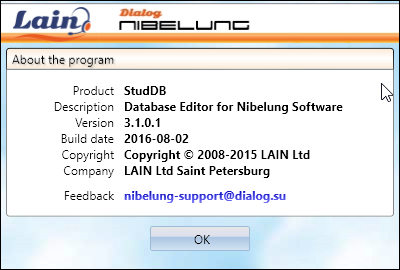 Lain Dialog
NIBELUNG
About the program
Product StudDB
Description Database Editor for Nibelung Software
Version 3.1.0.1
Build date 2016-08-02
Copyright Copyright © 2008-2015 LAIN Ltd
Company LAIN Ltd Saint Petersburg
Feedback nibelung-support@dialog.su
OK